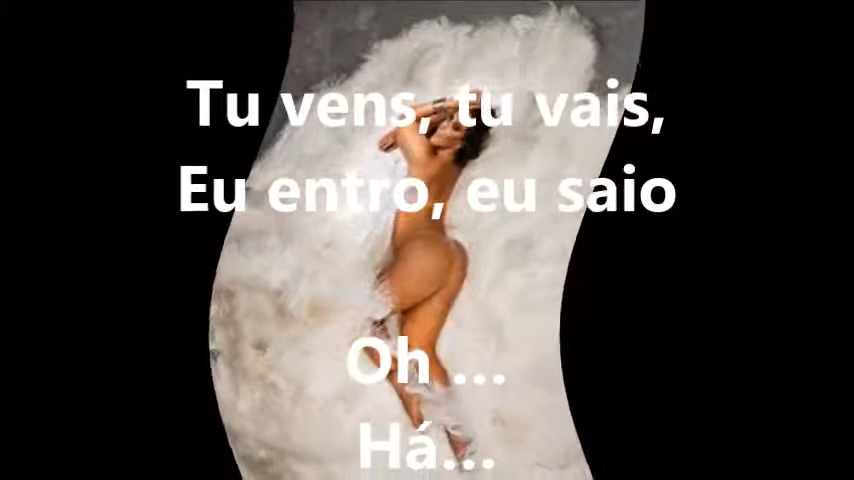 Tu vens, tu vais,
Eu entro, eu saio
Oh ...
Há...